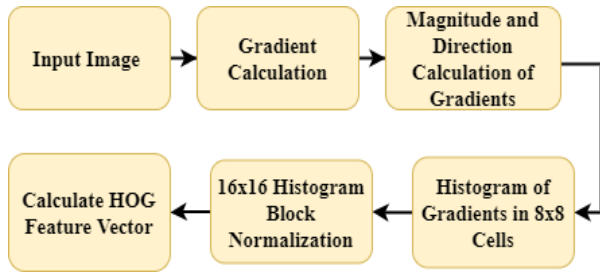 Input Image
Gradient
Calculation
Magnitude and
Direction
Calculation of
Gradients
Histogram of
Gradients in 8x8
Cells
16x16 Histogram
Block
Normalization
Calculate HOG
Feature Vector